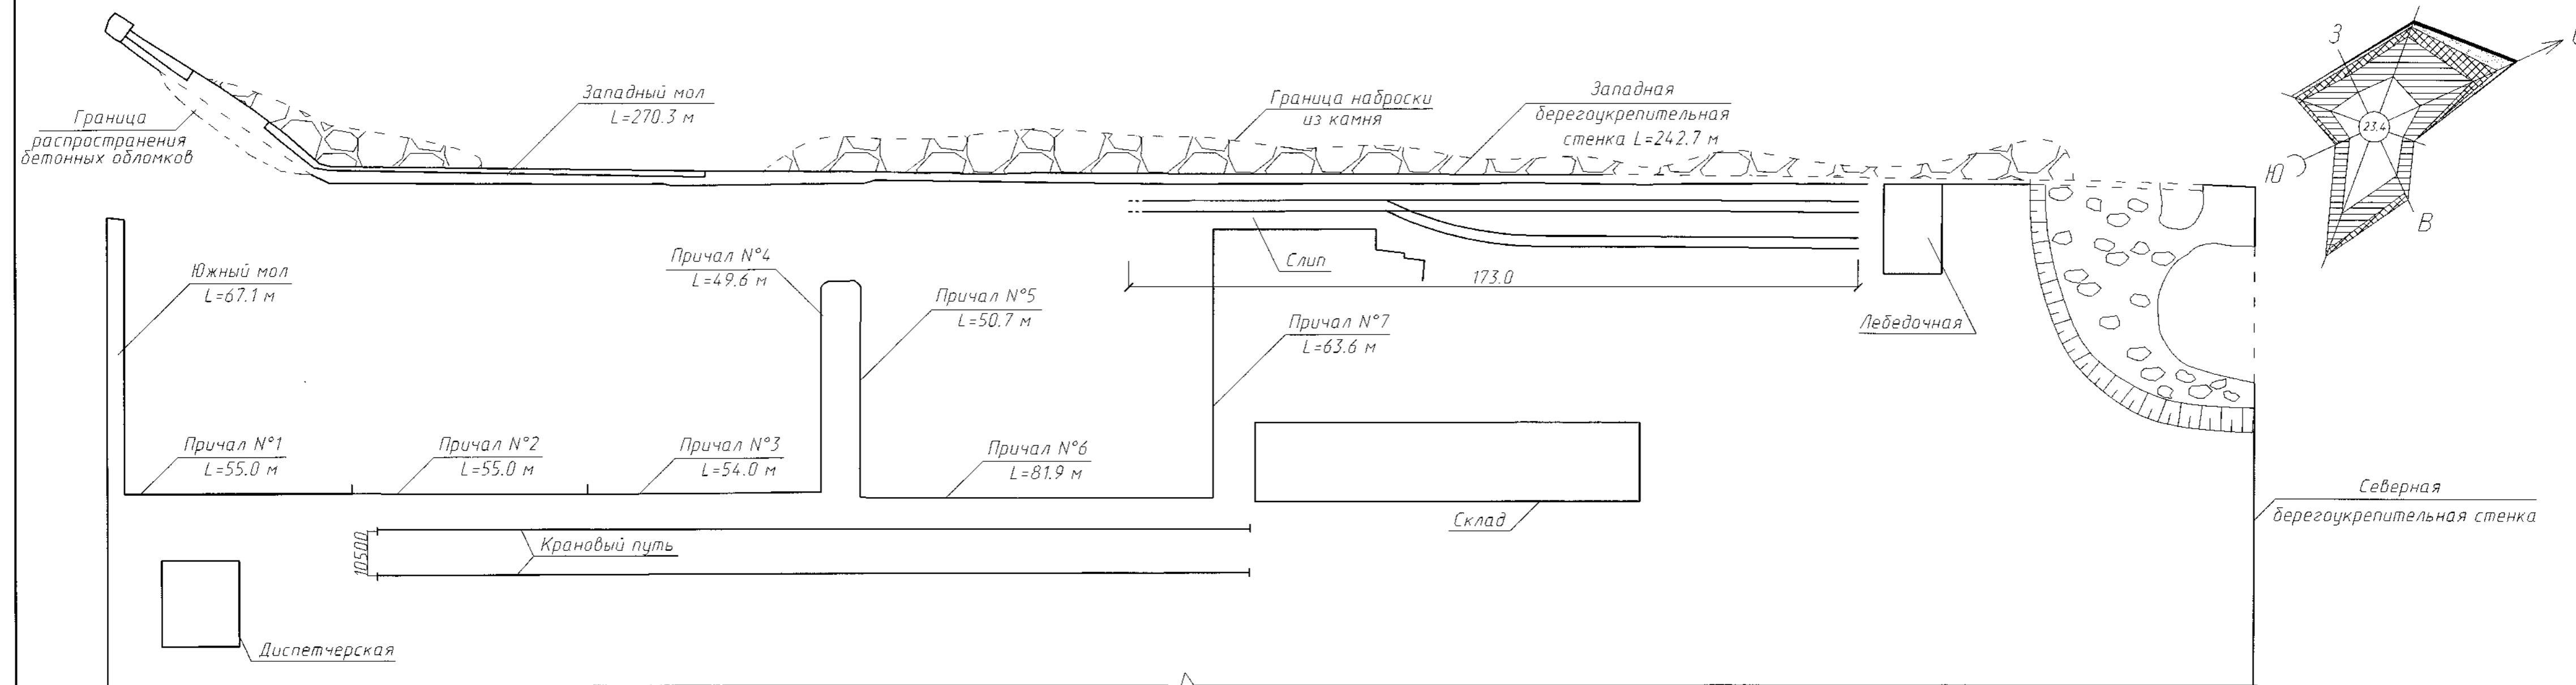 Граница
распространения
бетонных обломков
Западный мол
L=270.3 м
Граница наброски
из камня
Западная
берегоукрепительная
стенка L=242.7 м
З
23.4
Ю
В
Южный мол
L=67.1 м
Причал N°4
L=49.6 м
Причал N°5
L=50.7 м
Слип
173.0
Причал N°7
L=63.6 м
Лебедочная
Причал N°1
L=55.0 м
Причал N°2
L=55.0 м
Причал N°3
L=54.0 м
Причал N°6
L=81.9 м
Склад
Северная
берегоукрепительная стенка
10500
Крановый путь
Диспетчерская